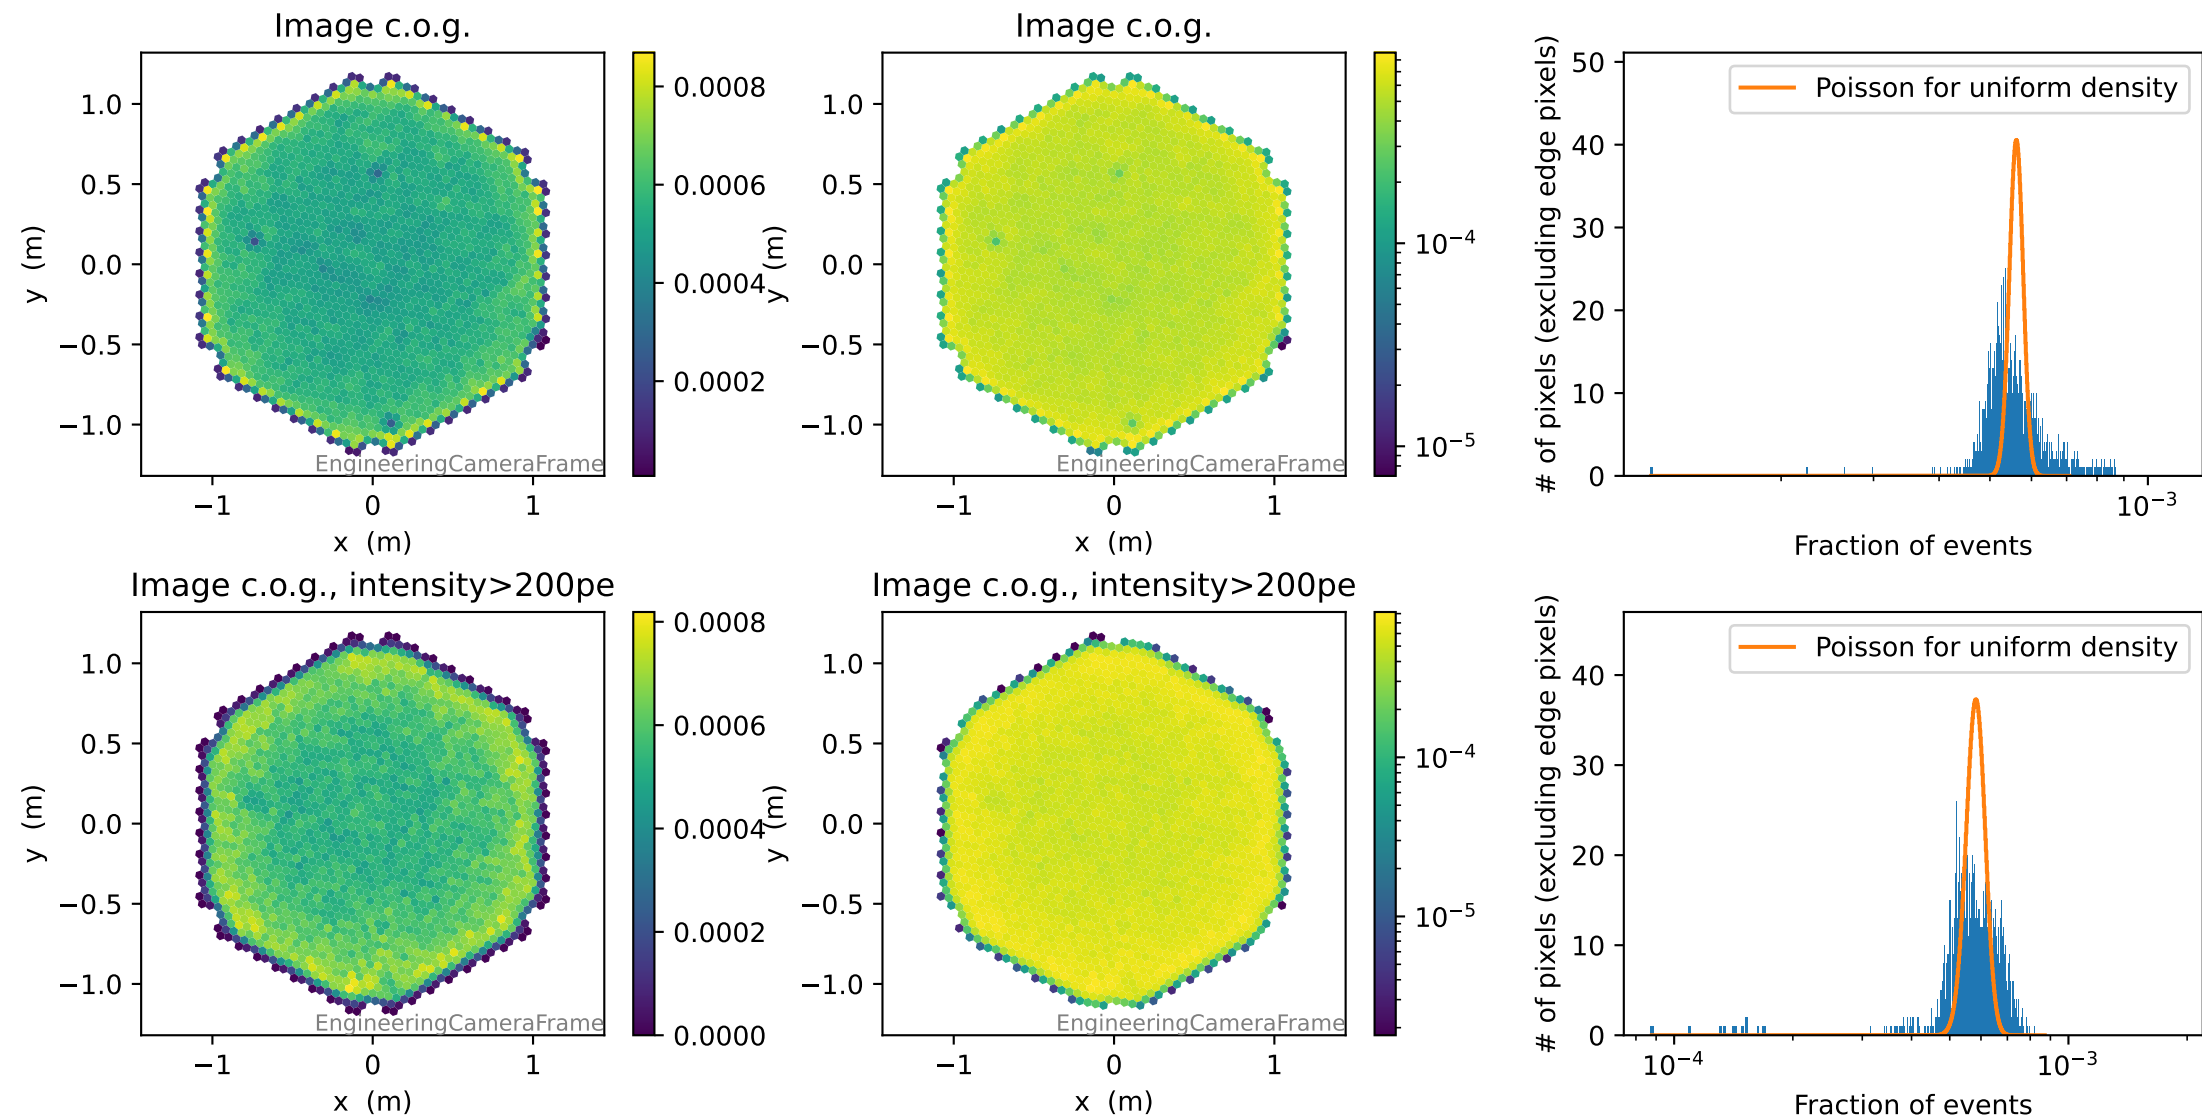 Image c.o.g.
1.0
0.5
0.0
−0.5
−1.0
y (m)
−1
0
1
x (m)
EngineeringCameraFrame
0.0008
0.0006
0.0004
0.0002
Image c.o.g.
1.0
0.5
0.0
−0.5
−1.0
y (m)
−1
0
1
x (m)
EngineeringCameraFrame
10−4
10−5
Poisson for uniform density
50
40
30
20
10
0
# of pixels (excluding edge pixels)
10−3
Fraction of events
Image c.o.g., intensity>200pe
1.0
0.5
0.0
−0.5
−1.0
y (m)
−1
0
1
x (m)
EngineeringCameraFrame
0.0008
0.0006
0.0004
0.0002
0.0000
Image c.o.g., intensity>200pe
1.0
0.5
0.0
−0.5
−1.0
y (m)
−1
0
1
x (m)
EngineeringCameraFrame
10−4
10−5
Poisson for uniform density
40
30
20
10
0
# of pixels (excluding edge pixels)
10−4
10−3
Fraction of events